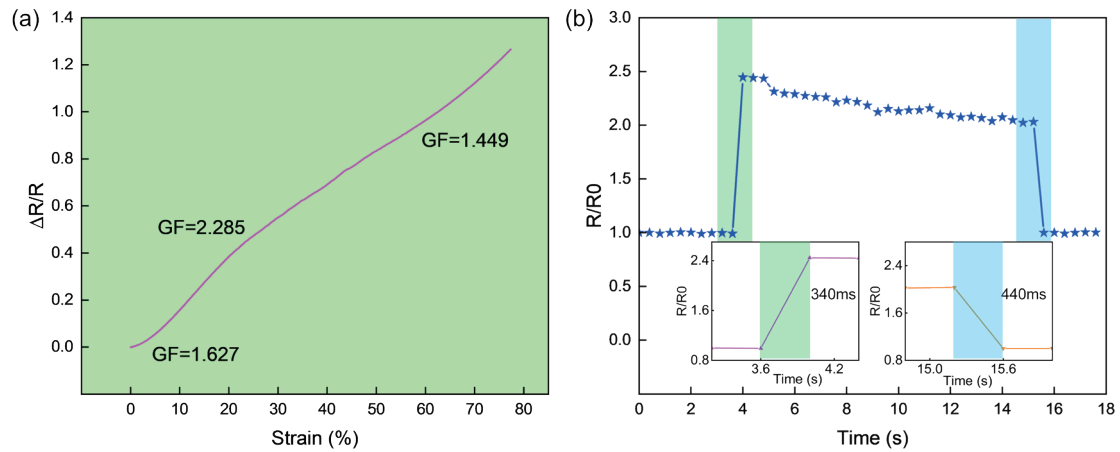 (a)
1.4
1.2
1.0
0.8
0.6
0.4
0.2
0.0
ΔR/R
GF=1.449
GF=2.285
GF=1.627
0 10 20 30 40 50 60 70 80
Strain (%)
(b)
3.0
2.5
2.0
1.5
1.0
0.5
0.0
R/R0
2.4
1.6
0.8
R/R0
340ms
3.6 4.2
Time (s)
2.4
1.6
0.8
R/R0
440ms
15.0 15.6
Time (s)
0 2 4 6 8 10 12 14 16 18
Time (s)